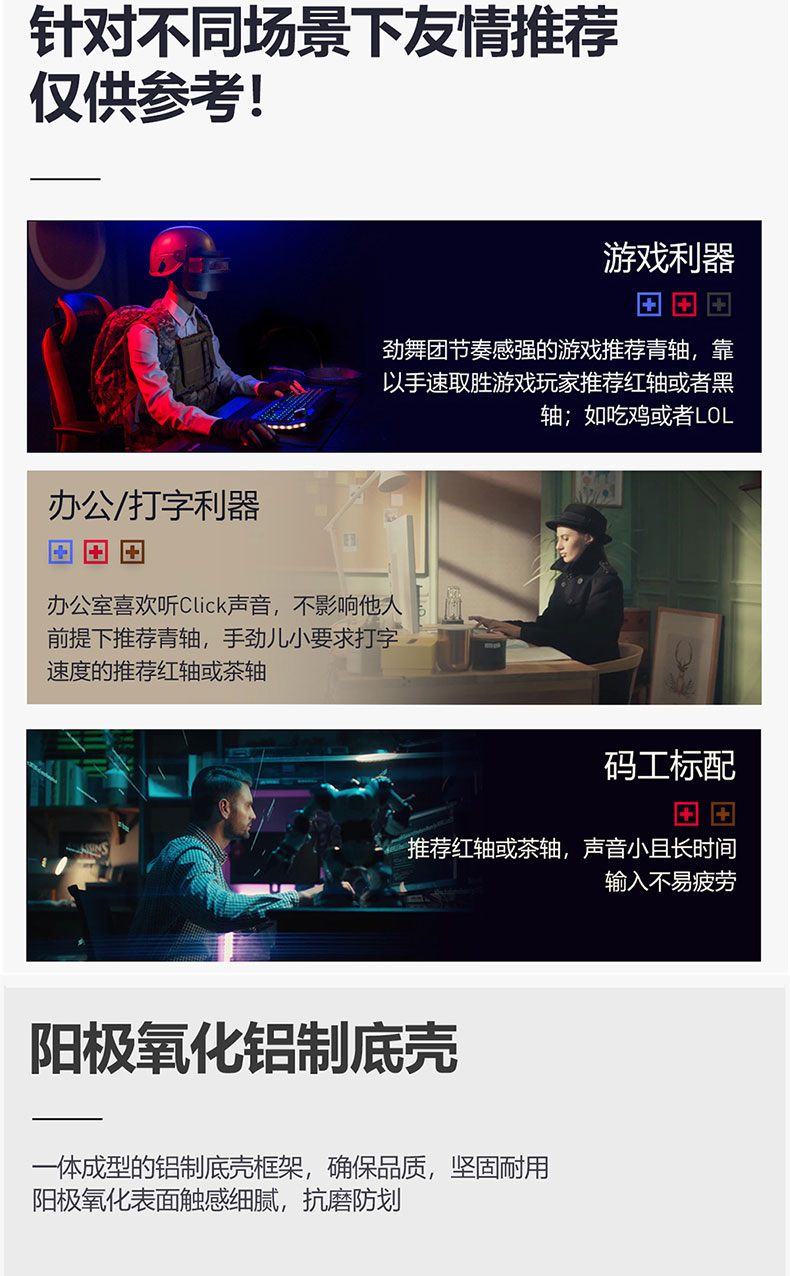 针对不同场景下友情推荐
仅供参考!
游戏利器
劲舞团节奏感强的游戏推荐青轴，靠
以手速取胜游戏玩家推荐红轴或者黑
轴；如吃鸡或者LOL
办公/打字利器
办公室喜欢听Click声音，不影响他人
前提下推荐青轴，手劲儿小要求打字
速度的推荐红轴或茶轴
码工标配
推荐红轴或茶轴，声音小且长时间
输入不易疲劳
阳极氧化铝制底壳
一体成型的铝制底壳框架，确保品质，坚固耐用
阳极氧化表面触感细腻，抗磨防划